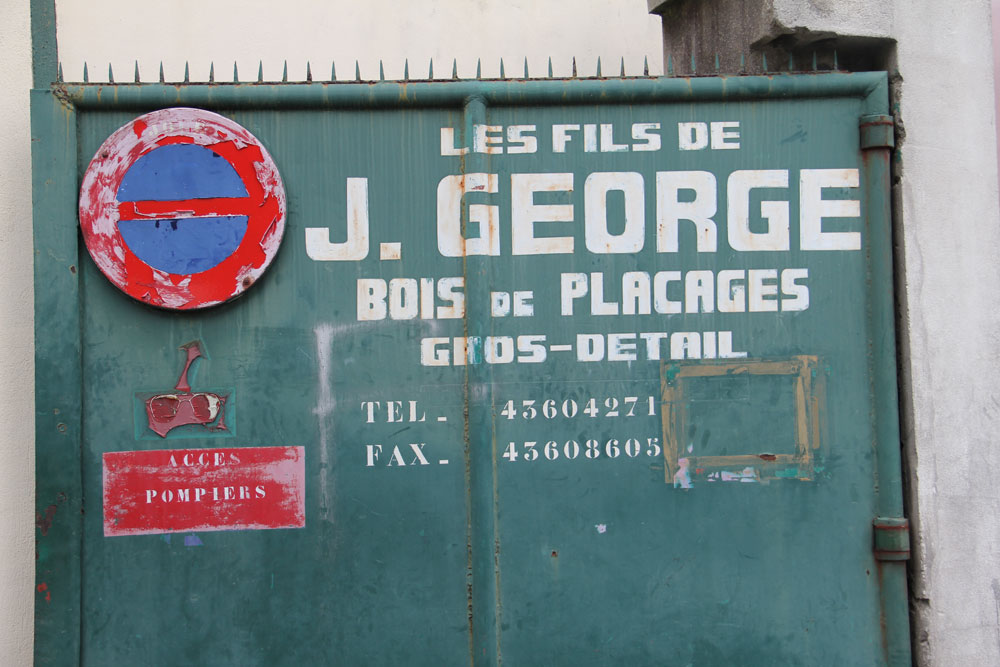 LES FILS DE
J. GEORGE
BOIS DE PLACAGES
GROS-DETAIL
TEL - 43604271
FAX - 43608605
ACCES
POMPIERS